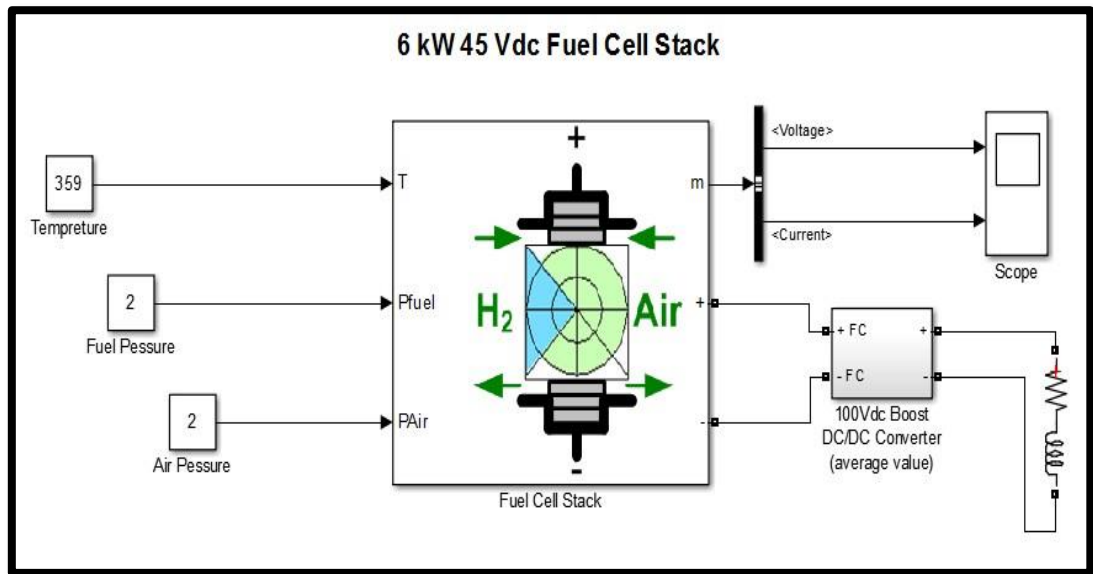 6 kW 45 Vdc Fuel Cell Stack
359
Tempreture
2
Fuel Pessure
2
Air Pessure
T
Pfuel
PAir
+
H2
Air
-
m
+
-
Fuel Cell Stack
<Voltage>
<Current>
Scope
+ FC
- FC
+
-
100Vdc Boost
DC/DC Converter
(average value)
+